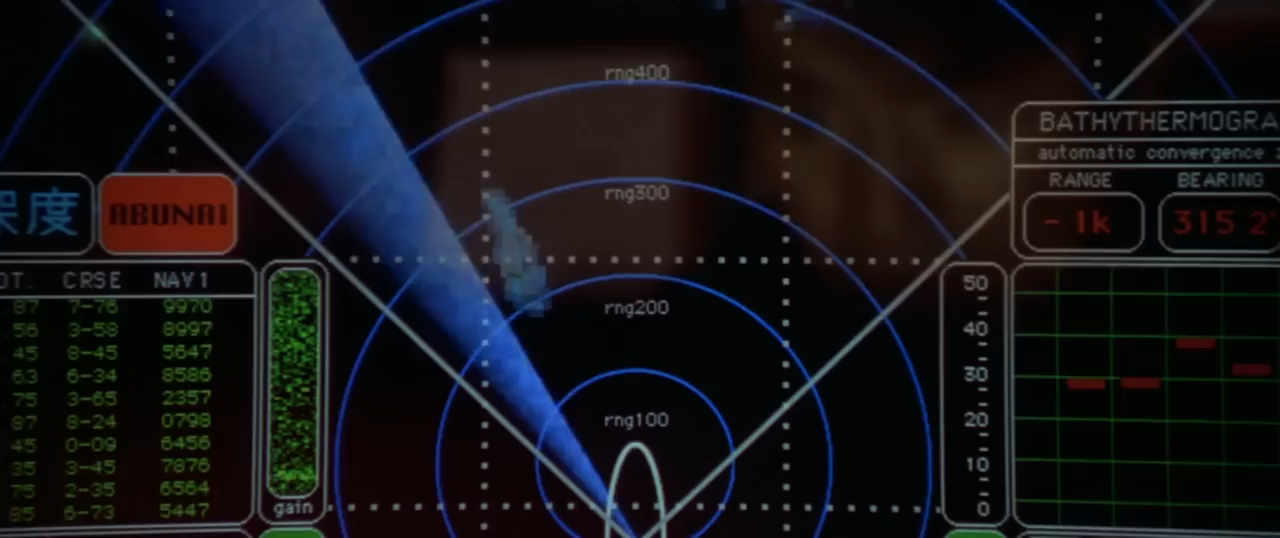 rng400
BATHYTHERMOGRA
automatic convergence
RANGE BEARING
- 1k 315 2
深度 ABUNAI
rng300
OT. CRSE NAV1
87 7-76 9970
56 3-58 8997
45 8-45 5647
63 6-34 8586
75 3-65 2357
87 8-24 0798
45 0-09 6456
35 3-45 7876
75 2-35 6564
85 6-73 5447
gain
rng200
rng100
50
40
30
20
10
0